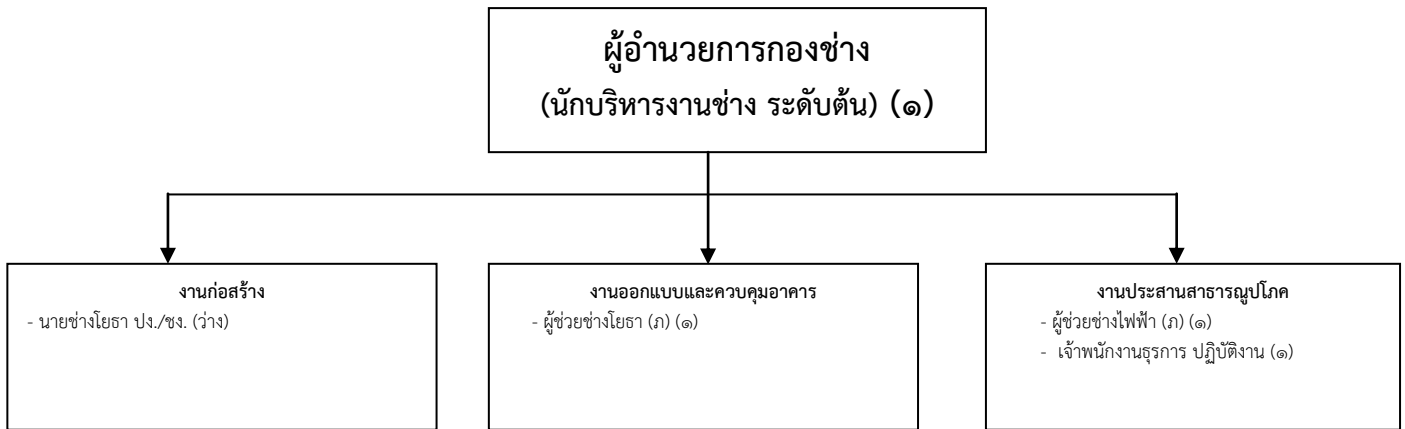 ผู้อำนวยการกองช่าง
(นักบริหารงานช่าง ระดับต้น) (๑)
งานก่อสร้าง
- นายช่างโยธา ปง./ชง. (ว่าง)
งานออกแบบและควบคุมอาคาร
- ผู้ช่วยช่างโยธา (ภ) (๑)
งานประสานสาธารณูปโภค
- ผู้ช่วยช่างไฟฟ้า (ภ) (๑)
- เจ้าพนักงานธุรการ ปฏิบัติงาน (๑)